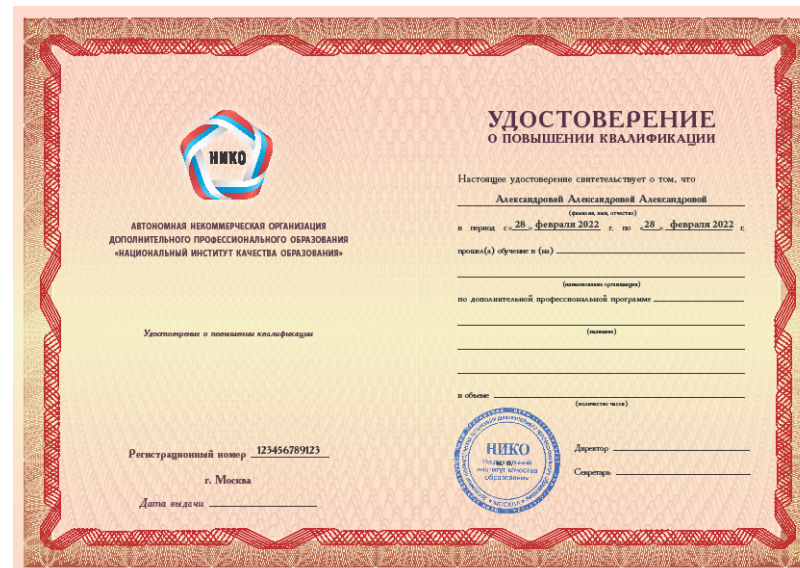 НИКО
АВТОНОМНАЯ НЕКОММЕРЧЕСКАЯ ОРГАНИЗАЦИЯ
ДОПОЛНИТЕЛЬНОГО ПРОФЕССИОНАЛЬНОГО ОБРАЗОВАНИЯ
«НАЦИОНАЛЬНЫЙ ИНСТИТУТ КАЧЕСТВА ОБРАЗОВАНИЯ»
Удостоверение о повышении квалификации
Регистрационный номер 123456789123
г. Москва
Дата выдачи
УДОСТОВЕРЕНИЕ
О ПОВЫШЕНИИ КВАЛИФИКАЦИИ
Настоящее удостоверение свитетельствует о том, что
Александровай Александровой Александровой
(фамилия, имя, отчество)
в период с «28» февраля 2022 г. по «28» февраля 2022 г.
прошел(а) обучение в (на)
(наименование организации)
по дополнительной профессиональной программе
(название)
в объеме
(количество часов)
НИКО
Национальный
институт качества
образования
МОСКВА
Директор
Секретарь